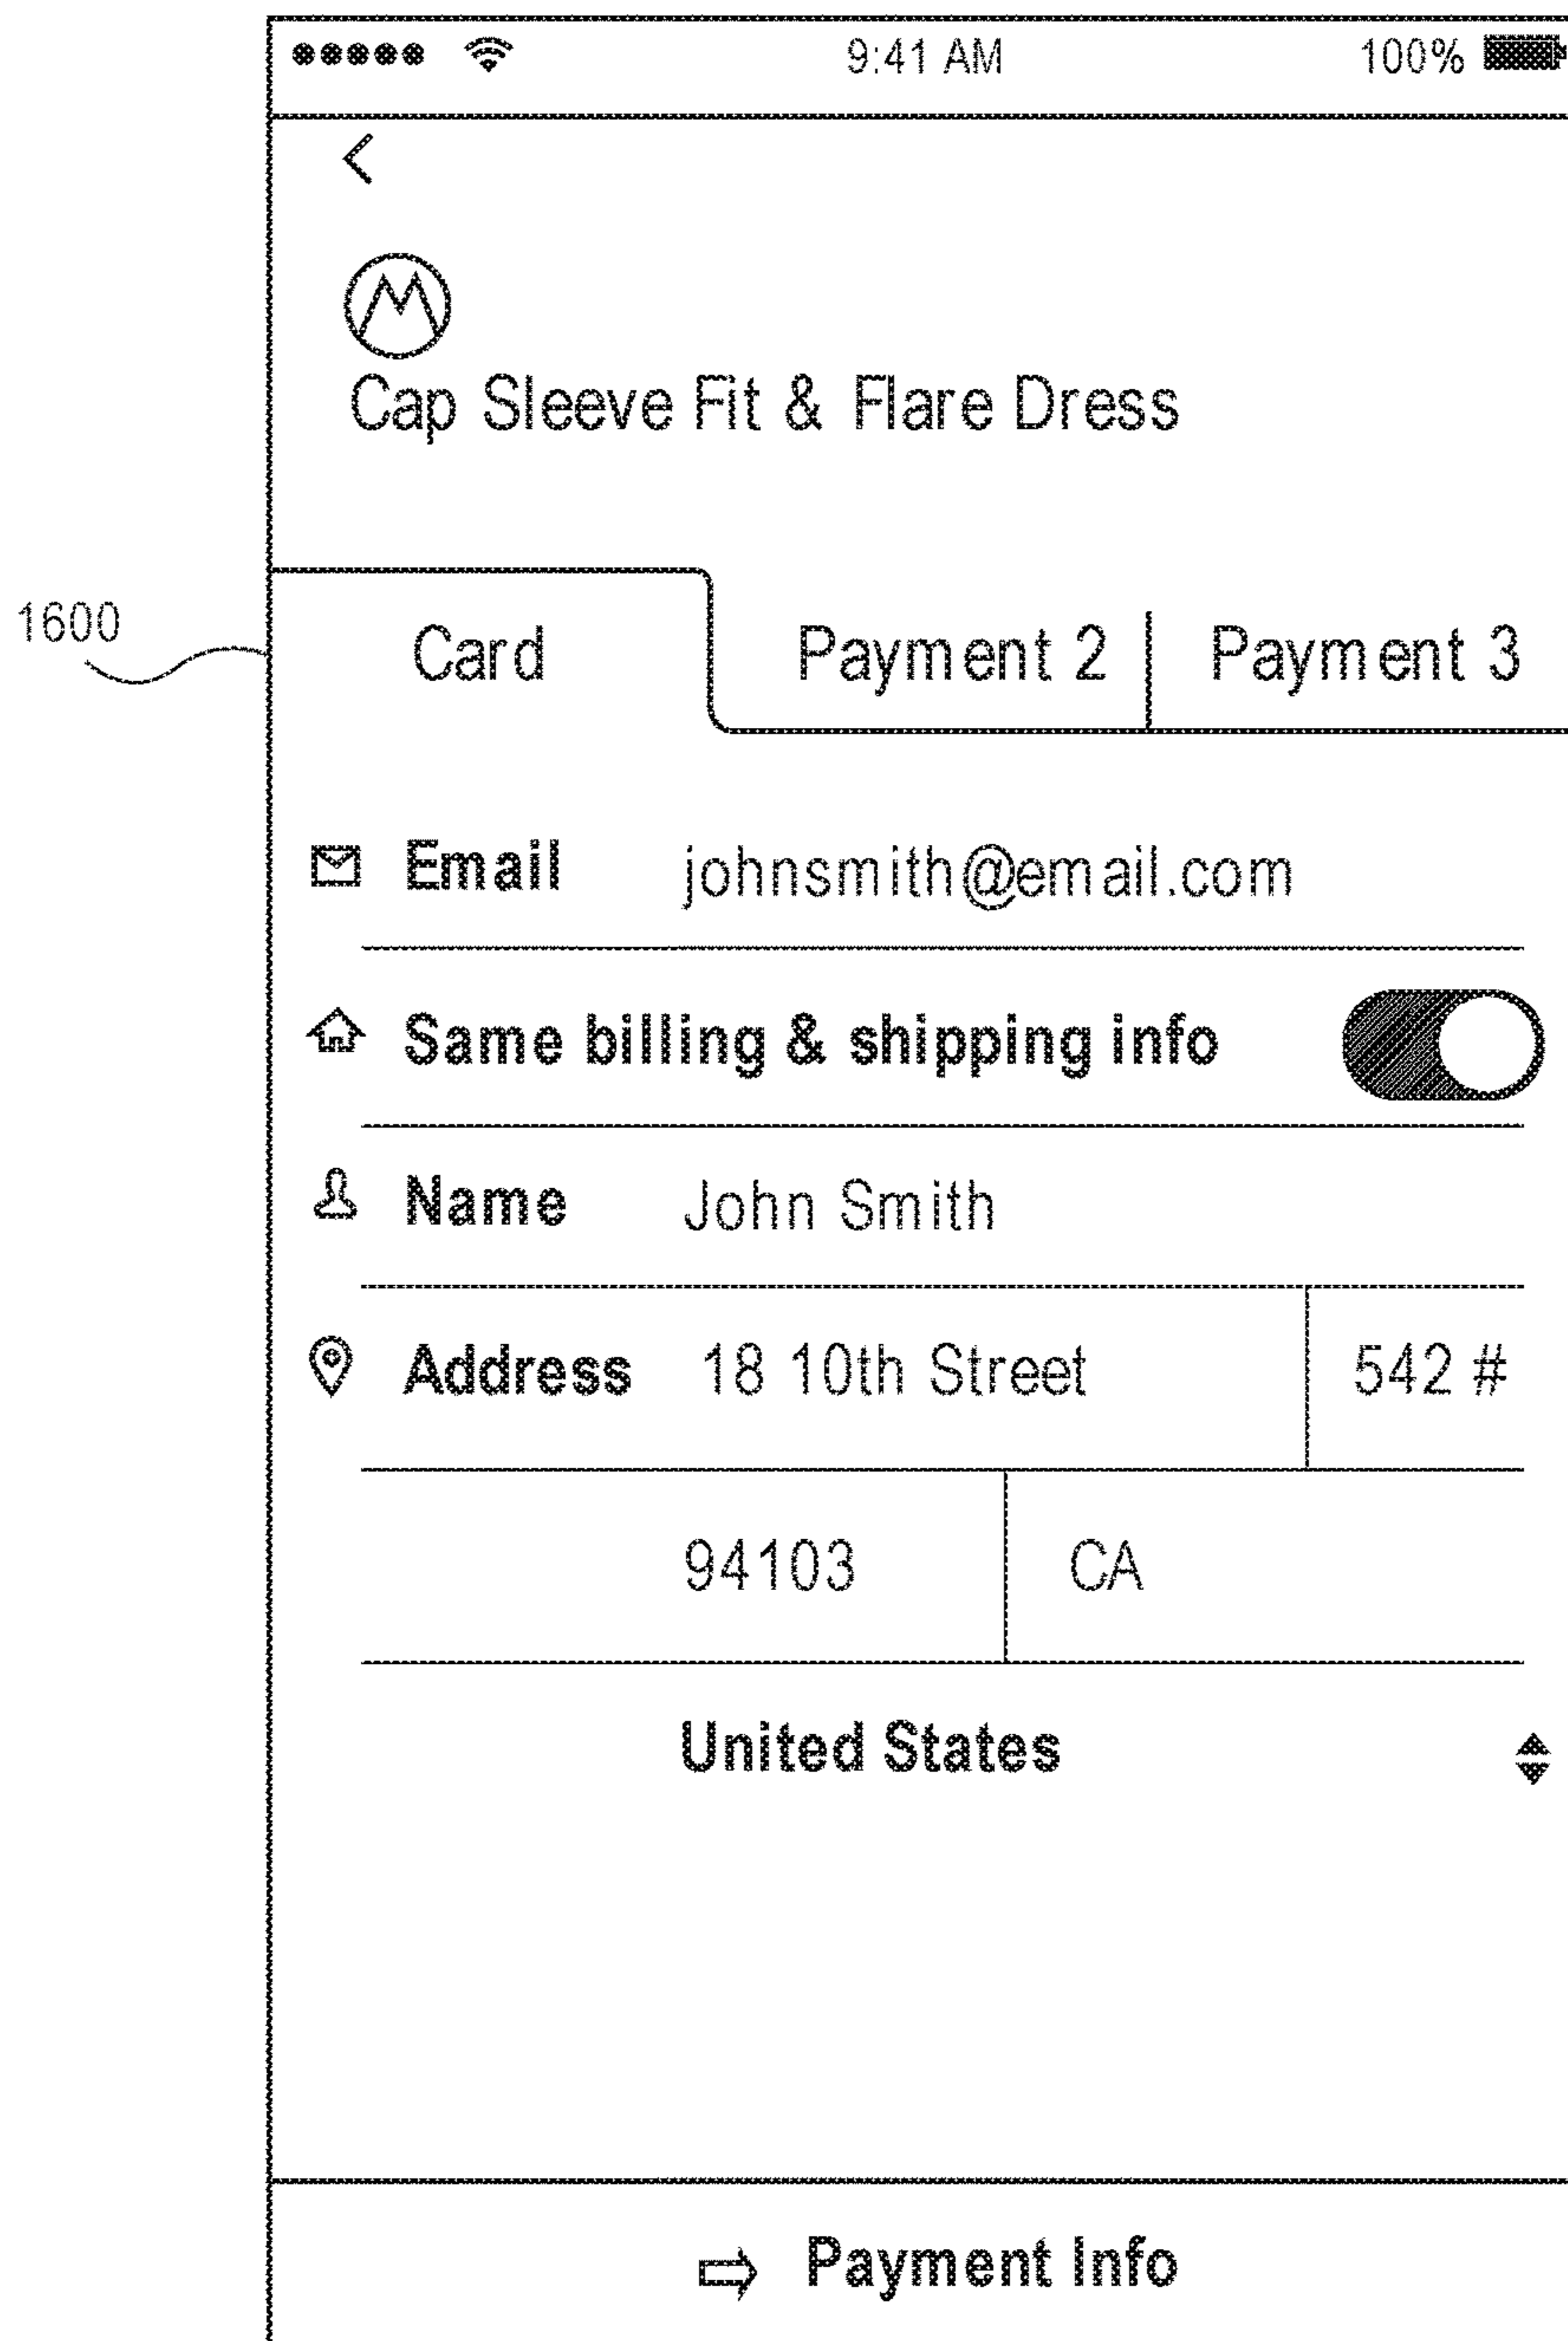 9:41 AM 100%
Cap Sleeve Fit & Flare Dress
1600
Card Payment 2 Payment 3
Email johnsmith@email.com
Same billing & shipping info
Name John Smith
Address 18 10th Street 542 #
94103 CA
United States
Payment Info